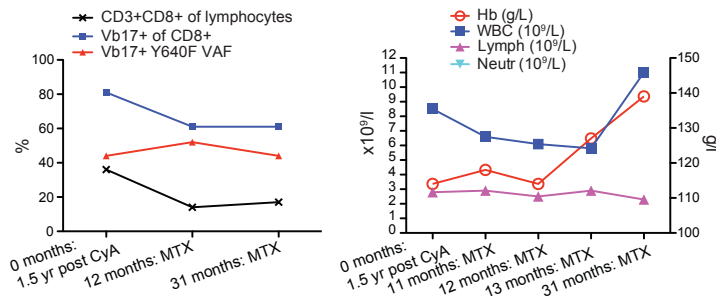 CD3+CD8+ of lymphocytes
Vb17+ of CD8+
Vb17+ Y640F VAF
100
80
60
40
20
0
%
0 months:
1.5 yr post CyA
12 months: MTX
31 months: MTX
Hb (g/L)
WBC (10⁹/L)
Lymph (10⁹/L)
Neutr (10⁹/L)
12
11
10
9
8
7
6
5
4
3
2
1
0
x10⁹/l
150
140
130
120
110
100
g/l
0 months:
1.5 yr post CyA
11 months: MTX
12 months: MTX
13 months: MTX
31 months: MTX